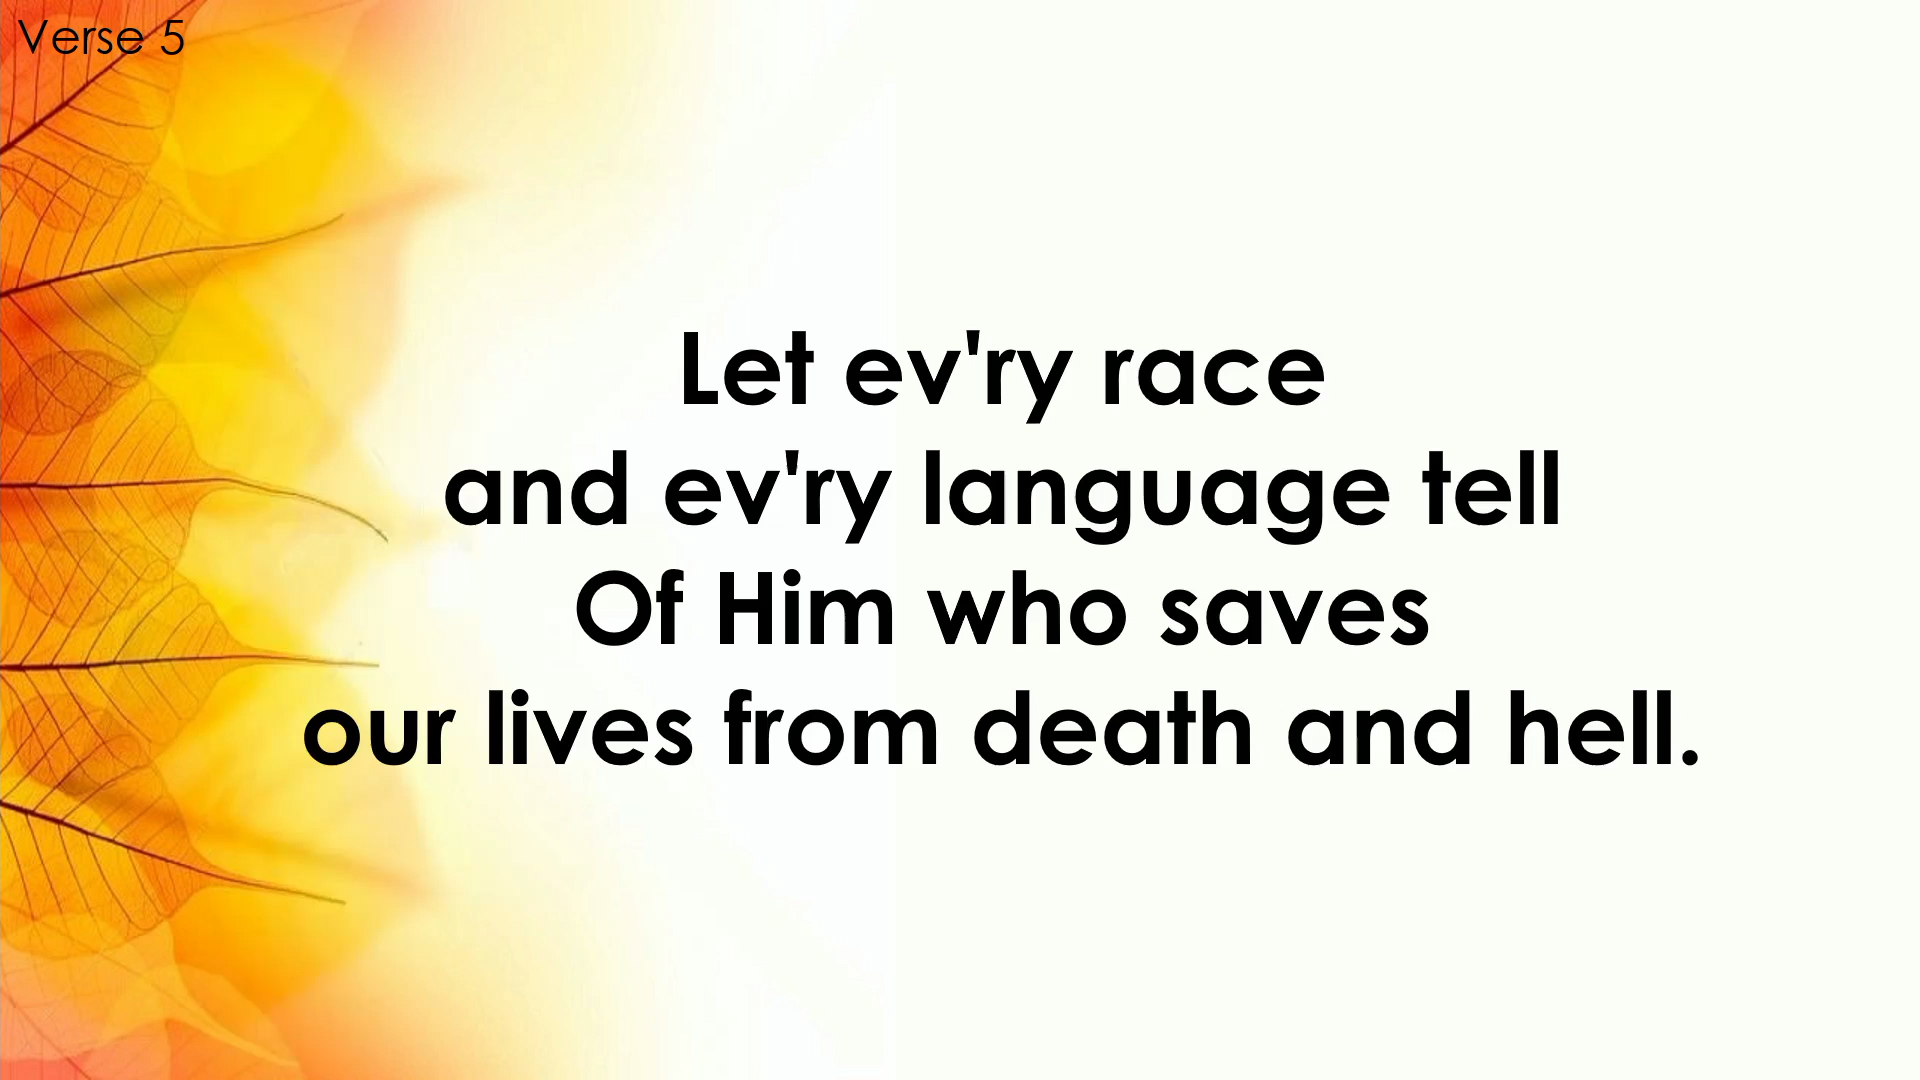 Verse 5
Let ev'ry race
and ev'ry language tell
Of Him who saves
our lives from death and hell.